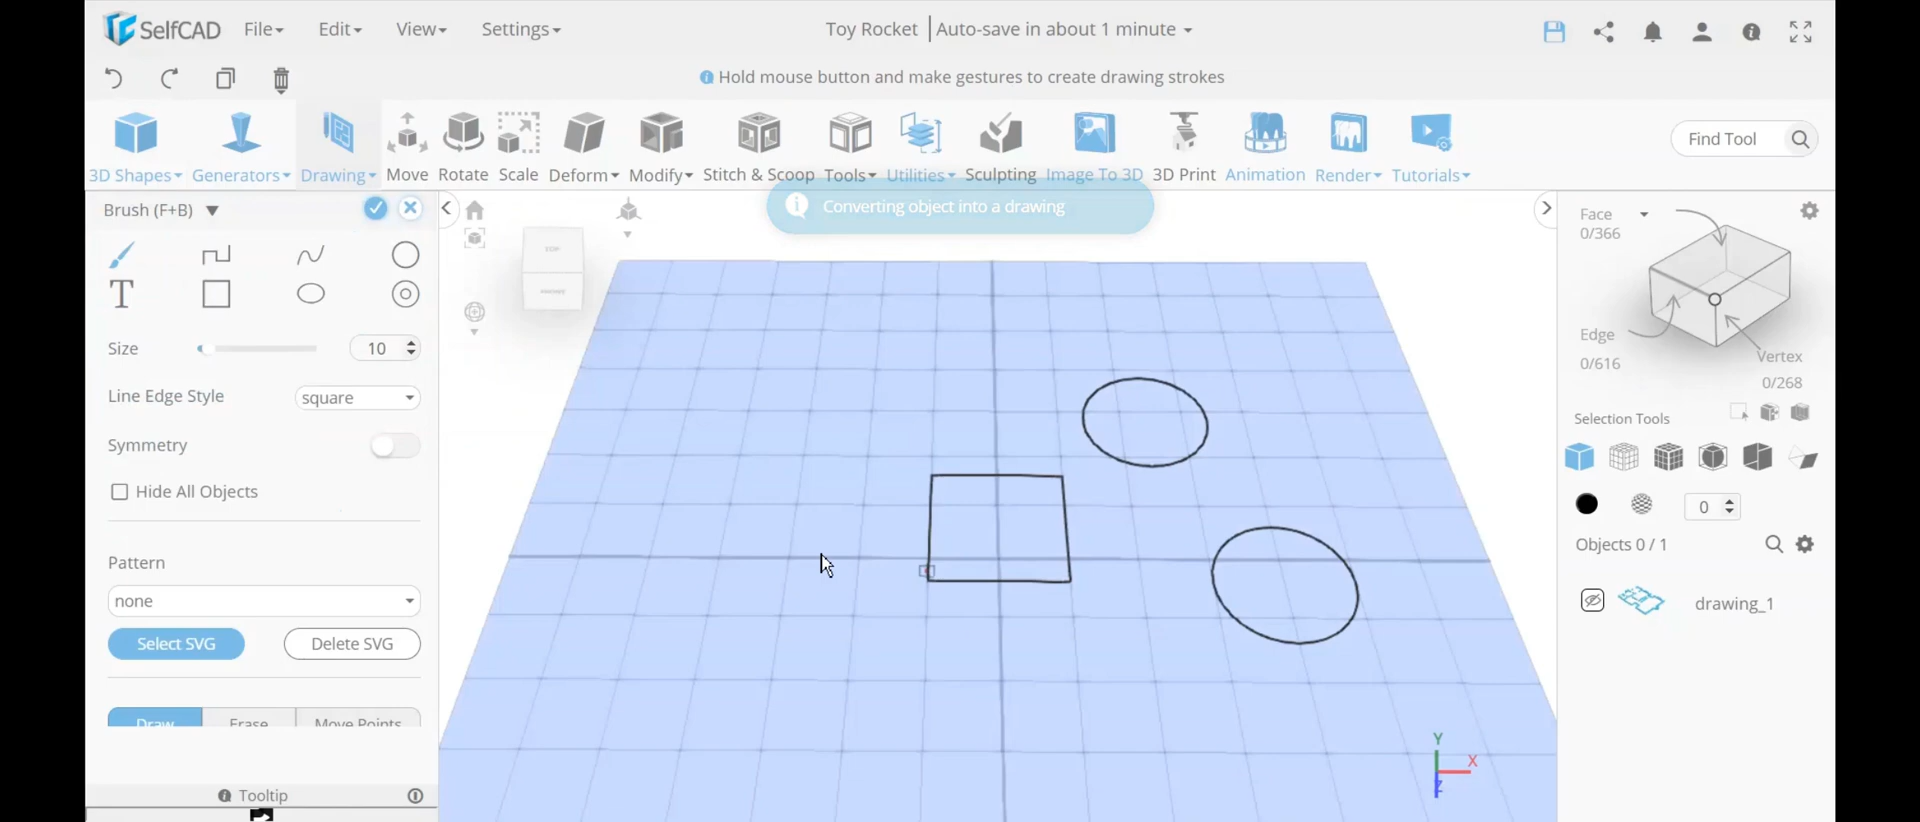 SelfCAD File Edit View Settings Toy Rocket Auto-save in about 1 minute
Hold mouse button and make gestures to create drawing strokes
3D Shapes Generators Drawing Move Rotate Scale Deform Modify Stitch & Scoop Tools Utilities Sculpting Image To 3D 3D Print Animation Render Tutorials Find Tool
Converting object into a drawing
Brush (F+B)
T
Size 10
Line Edge Style square
Symmetry
Hide All Objects
Pattern
none
Select SVG Delete SVG
Draw Erase Move Points
Tooltip
TOP
Y
X
Z
Face
0/366
Edge
0/616
Vertex
0/268
Selection Tools
0
Objects 0 / 1
drawing_1